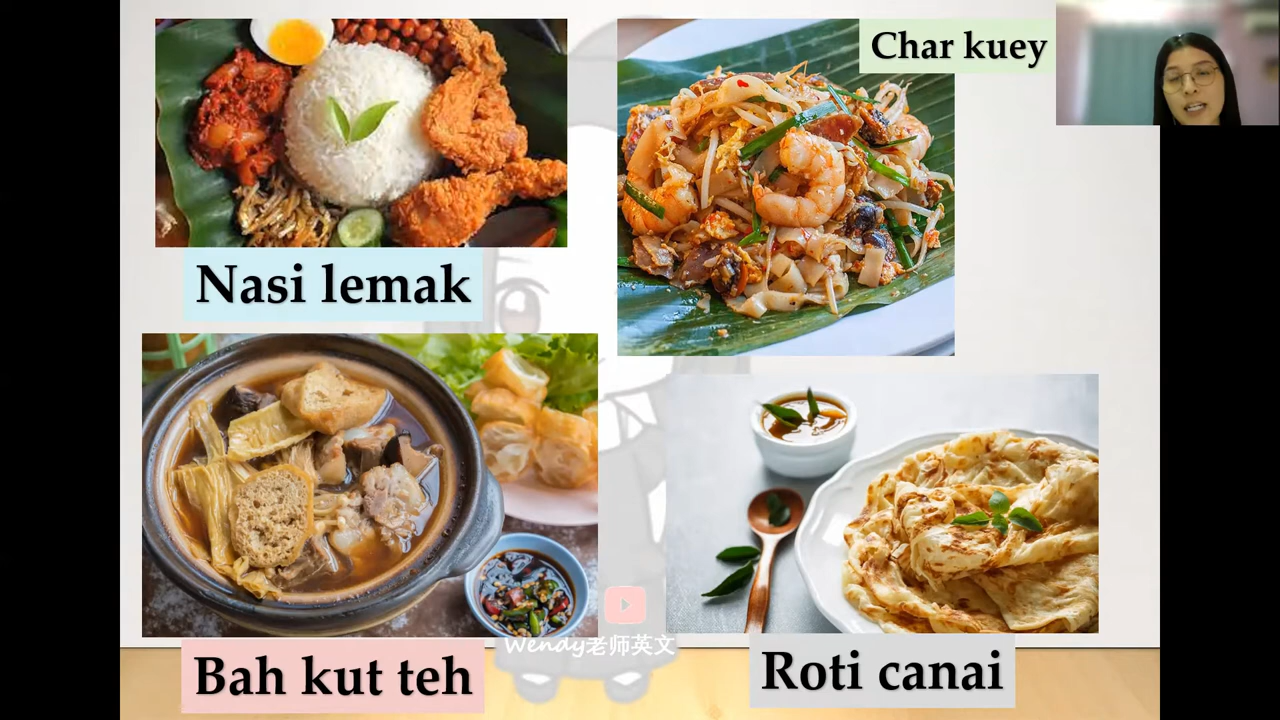 Char kuey
Nasi lemak
Wendy老师英文
Bah kut teh
Roti canai